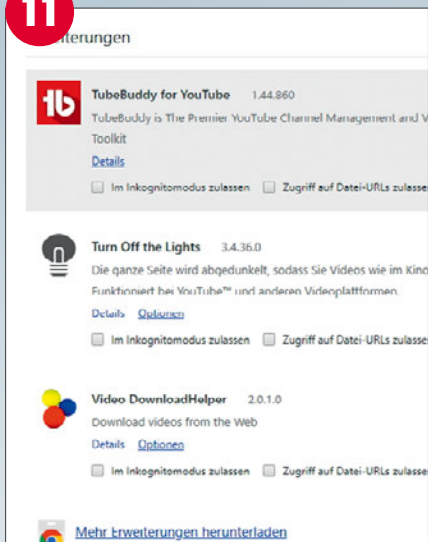 11
terungen
TubeBuddy for YouTube 1.44.860
TubeBuddy is The Premier YouTube Channel Management and V
Toolkit
Details
Im Inkognitomodus zulassen Zugriff auf Datei-URLs zulasse
Turn Off the Lights 3.4.36.0
Die ganze Seite wird abgedunkelt, sodass Sie Videos wie im Kino
Funktioniert bei YouTube™ und anderen Videoplattformen.
Details Optionen
Im Inkognitomodus zulassen Zugriff auf Datei-URLs zulasse
Video DownloadHelper 2.0.1.0
Download videos from the Web
Details Optionen
Im Inkognitomodus zulassen Zugriff auf Datei-URLs zulasse
Mehr Erweiterungen herunterladen